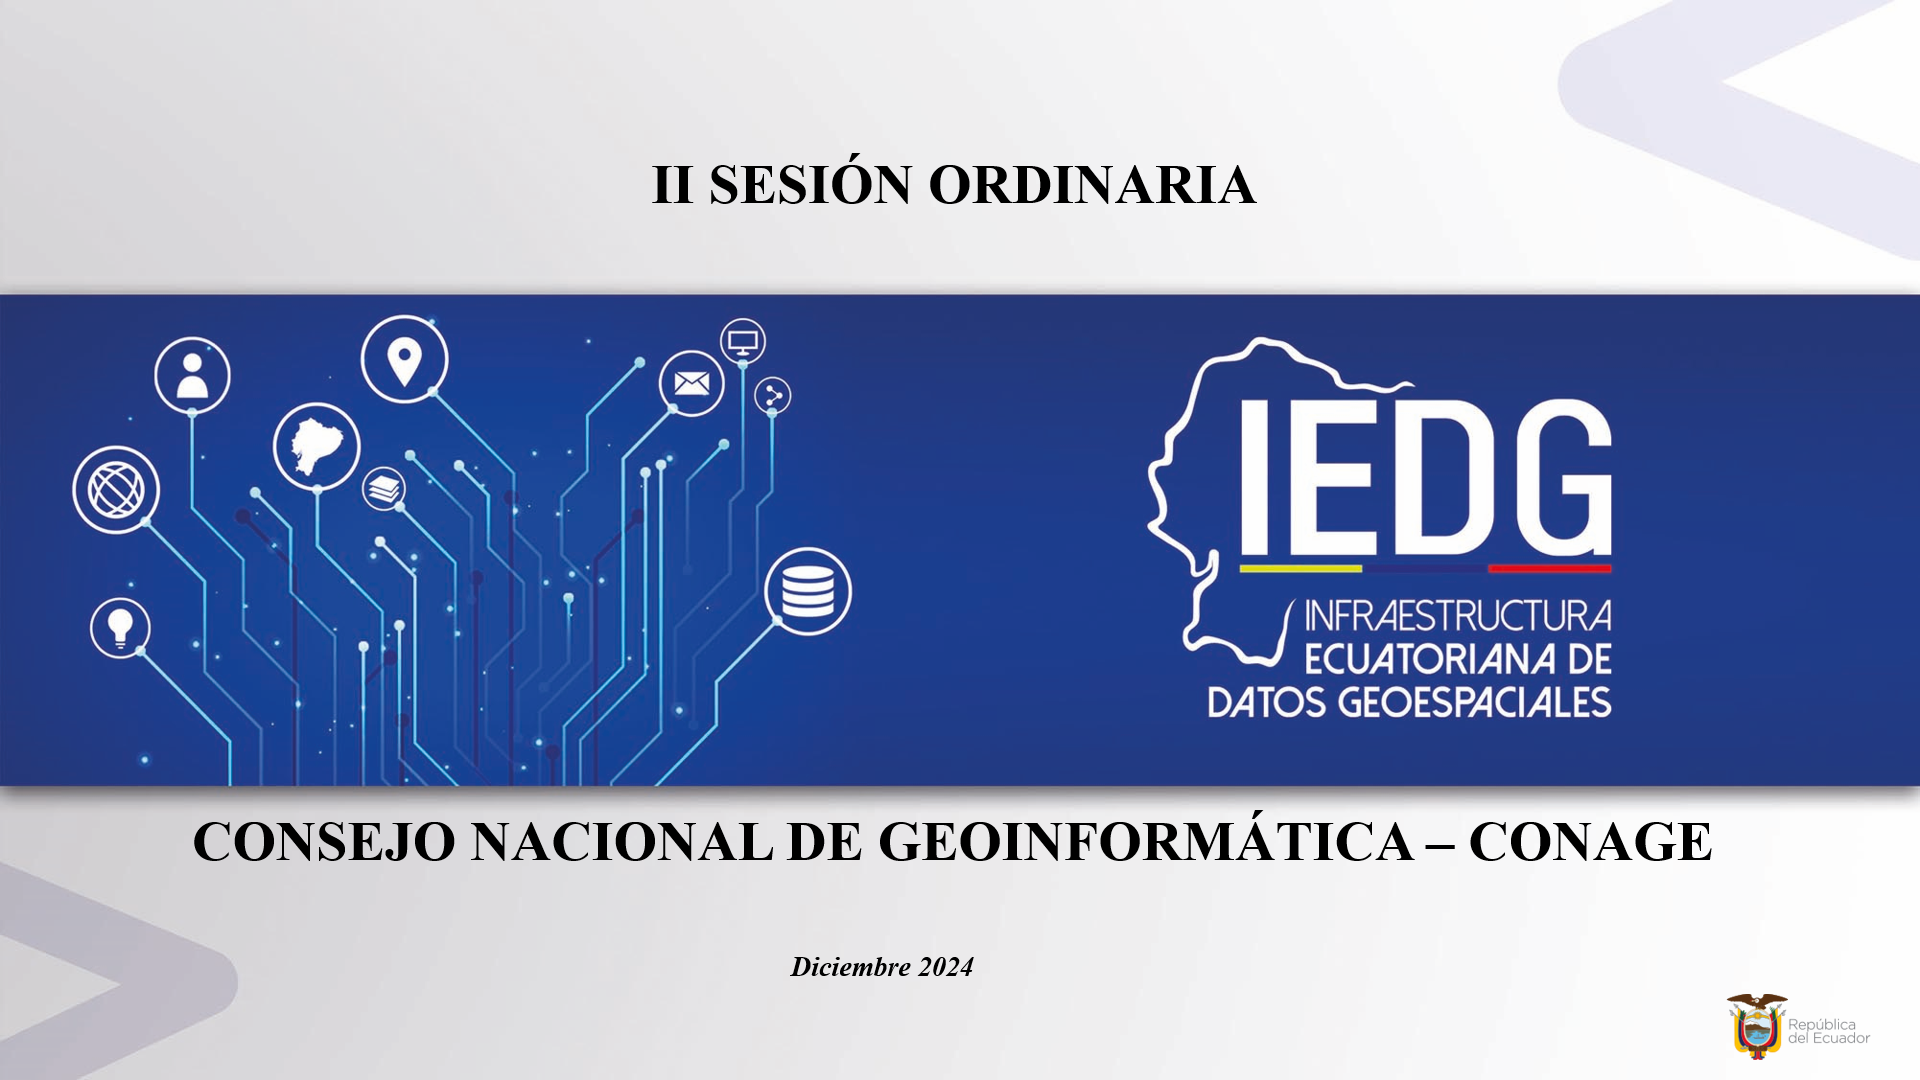 II SESIÓN ORDINARIA
IEDG
INFRAESTRUCTURA
ECUATORIANA DE
DATOS GEOESPACIALES
CONSEJO NACIONAL DE GEOINFORMÁTICA – CONAGE
Diciembre 2024
República
del Ecuador